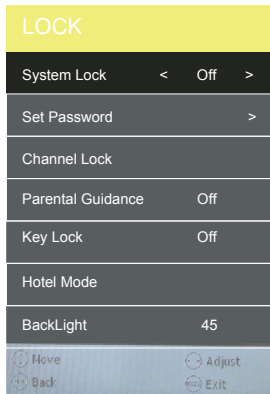 LOCK
System Lock < Off >
Set Password >
Channel Lock
Parental Guidance Off
Key Lock Off
Hotel Mode
BackLight 45
Move Adjust
Back Exit